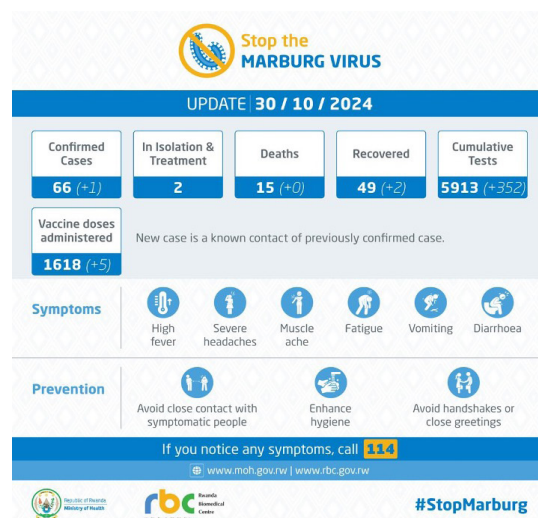 Stop the
MARBURG VIRUS
UPDATE | 30 / 10 / 2024
Confirmed
Cases
66 (+1)
In Isolation &
Treatment
2
Deaths
15 (+0)
Recovered
49 (+2)
Cumulative
Tests
5913 (+352)
Vaccine doses
administered
1618 (+5)
New case is a known contact of previously confirmed case.
Symptoms
High
fever
Severe
headaches
Muscle
ache
Fatigue
Vomiting
Diarrhoea
Prevention
Avoid close contact with
symptomatic people
Enhance
hygiene
Avoid handshakes or
close greetings
If you notice any symptoms, call 114
www.moh.gov.rw | www.rbc.gov.rw
Republic of Rwanda
Ministry of Health
rbc
Rwanda
Biomedical
Centre
#StopMarburg